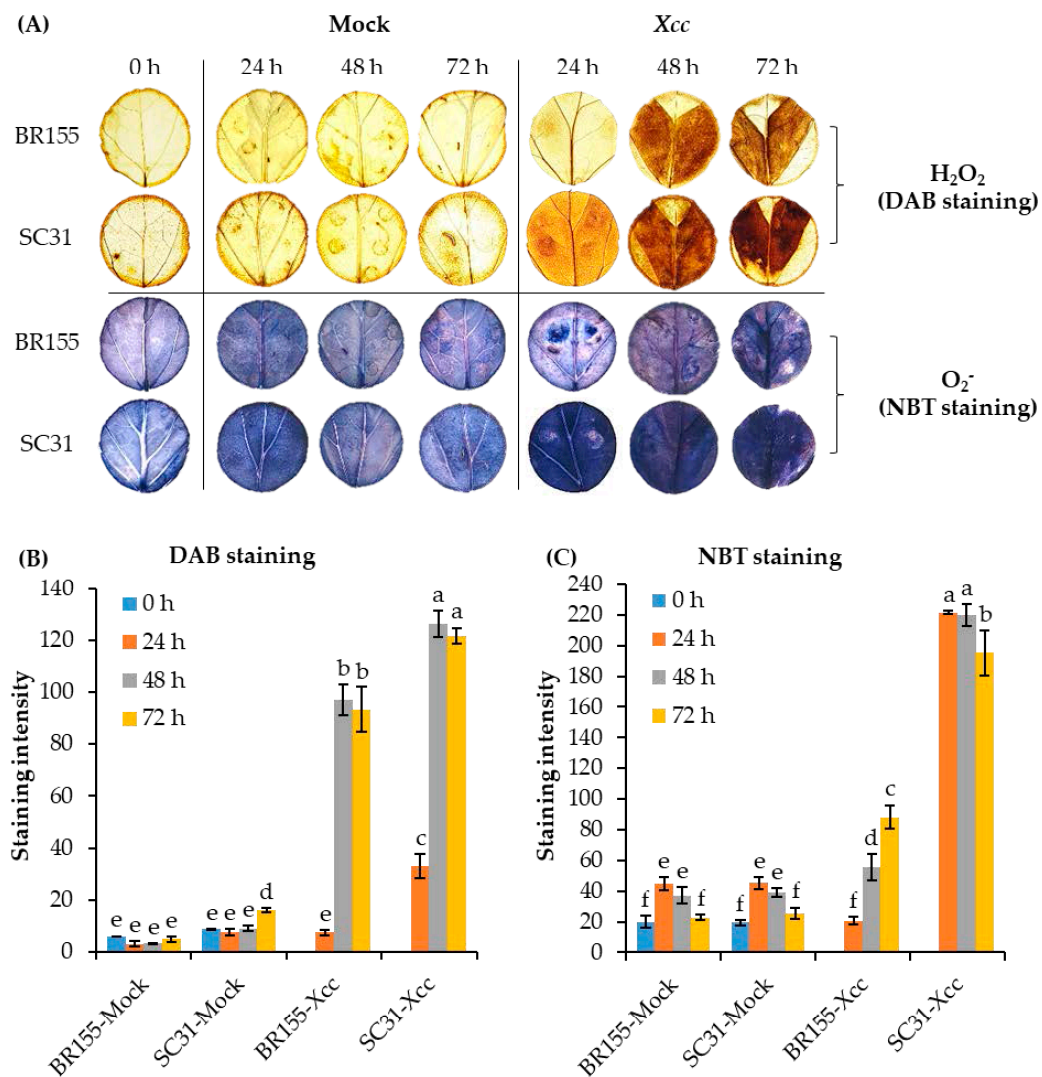 (A)
Mock
Xcc
0 h
24 h
48 h
72 h
24 h
48 h
72 h
BR155
SC31
H₂O₂
(DAB staining)
BR155
SC31
O₂⁻
(NBT staining)
(B)
DAB staining
Staining intensity
140
120
100
80
60
40
20
0
0 h
24 h
48 h
72 h
e
e
e
e
e
e
e
d
e
b
b
c
a
a
BR155-Mock
SC31-Mock
BR155-Xcc
SC31-Xcc
(C)
NBT staining
Staining intensity
240
220
200
180
160
140
120
100
80
60
40
20
0
0 h
24 h
48 h
72 h
f
e
e
f
f
e
e
f
f
d
c
a
a
b
BR155-Mock
SC31-Mock
BR155-Xcc
SC31-Xcc